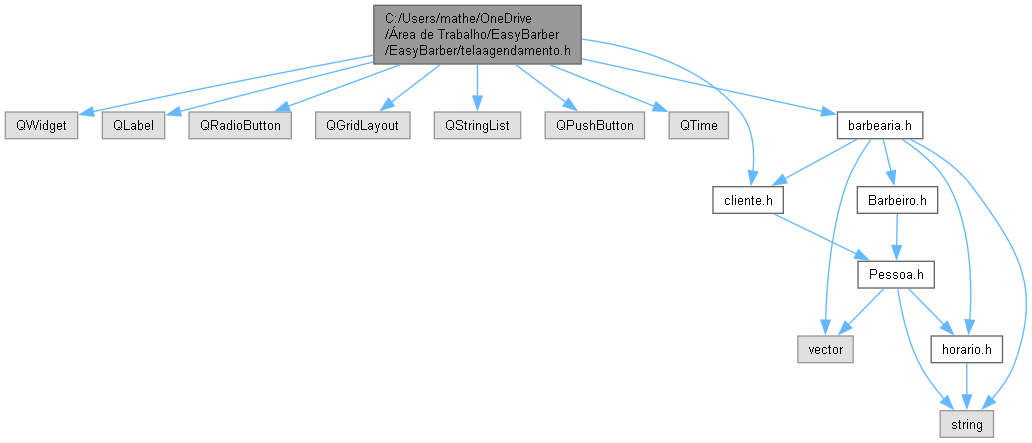 C:/Users/mathe/OneDrive
/Área de Trabalho/EasyBarber
/EasyBarber/telaagendamento.h
QWidget
QLabel
QRadioButton
QGridLayout
QStringList
QPushButton
QTime
barbearia.h
cliente.h
Barbeiro.h
Pessoa.h
vector
horario.h
string